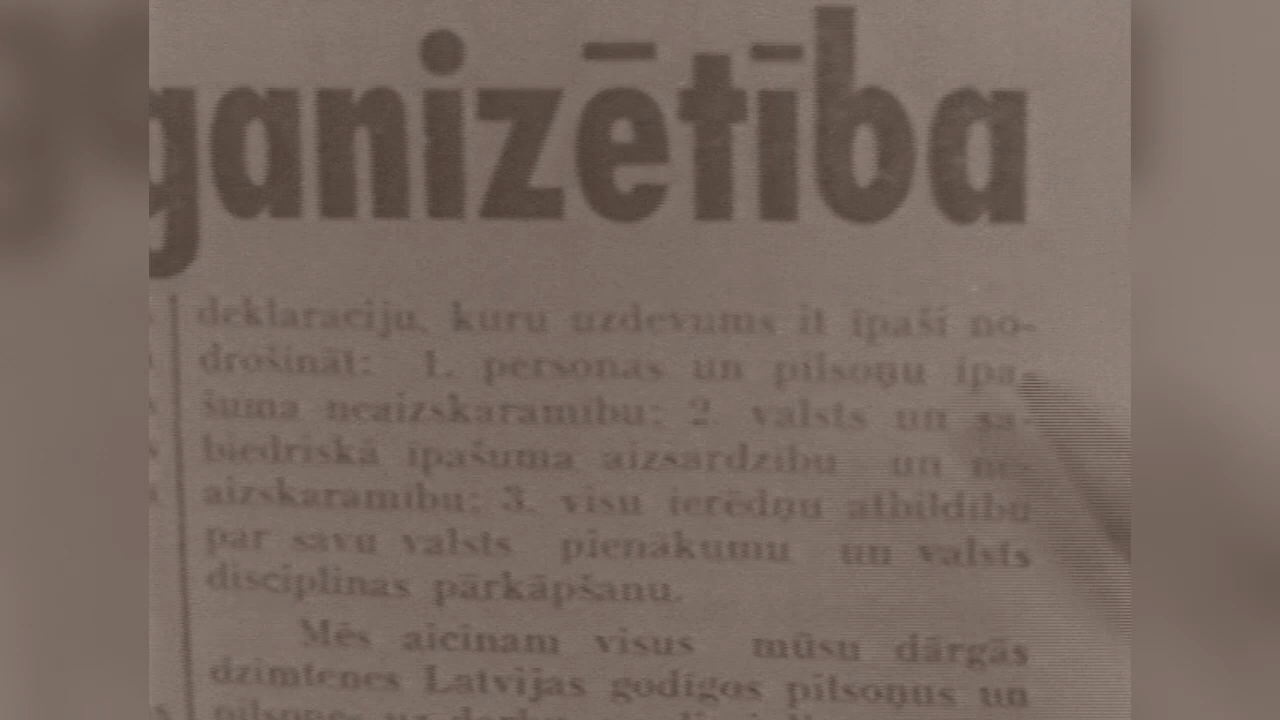 ganizētība
deklarāciju, kuru uzdevums it īpaši no-
drošināt: 1. personas un pilsoņu īpa-
šuma neaizskaramību; 2. valsts un sa-
biedriskā īpašuma aizsardzību un ne-
aizskaramību; 3. visu ierēdņu atbildību
par savu valsts pienākumu un valsts
disciplīnas pārkāpšanu.
Mēs aicinam visus mūsu dārgās
dzimtenes Latvijas godīgos pilsoņus un